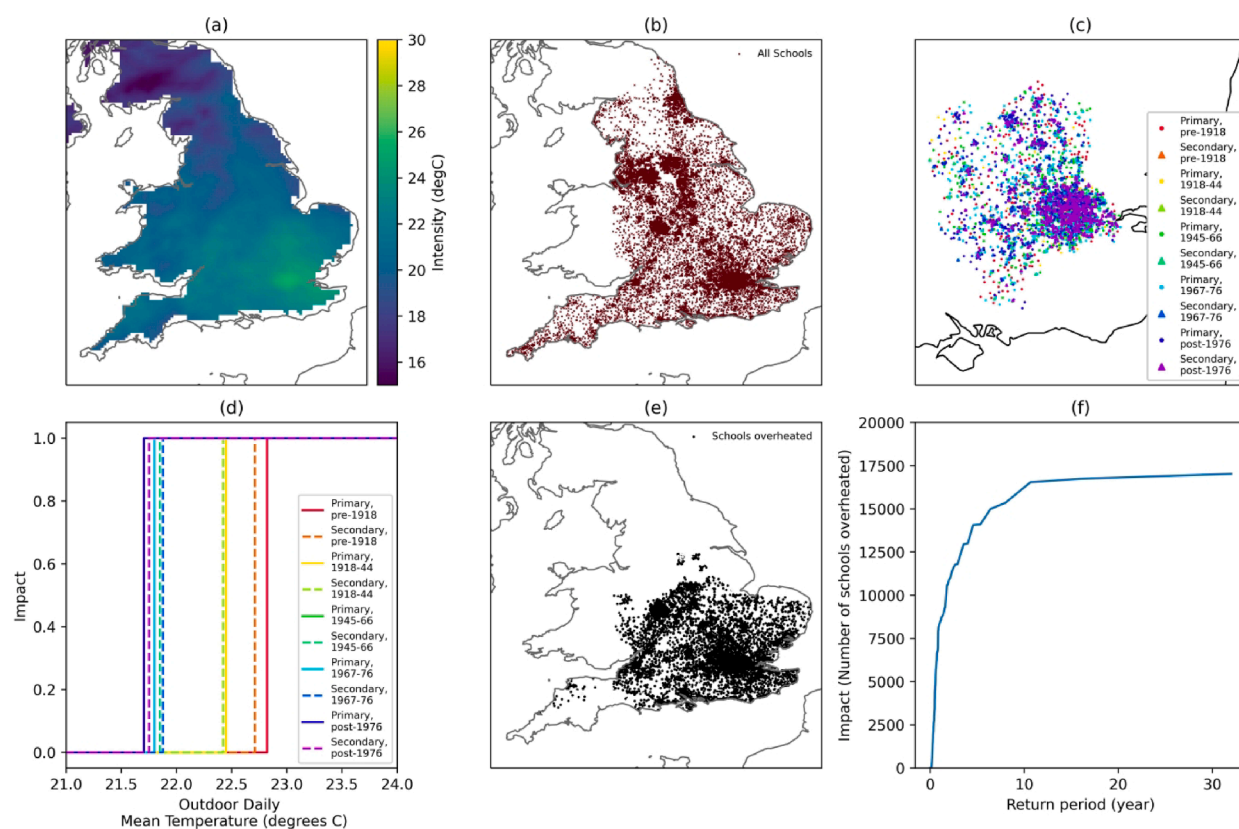 (a)
30
28
26
24
22
20
18
16
Intensity (degC)
(b)
All Schools
(c)
Primary,
pre-1918
Secondary,
pre-1918
Primary,
1918-44
Secondary,
1918-44
Primary,
1945-66
Secondary,
1945-66
Primary,
1967-76
Secondary,
1967-76
Primary,
post-1976
Secondary,
post-1976
(d)
Impact
1.0
0.8
0.6
0.4
0.2
0.0
Primary,
pre-1918
Secondary,
pre-1918
Primary,
1918-44
Secondary,
1918-44
Primary,
1945-66
Secondary,
1945-66
Primary,
1967-76
Secondary,
1967-76
Primary,
post-1976
Secondary,
post-1976
21.0 21.5 22.0 22.5 23.0 23.5 24.0
Outdoor Daily
Mean Temperature (degrees C)
(e)
Schools overheated
(f)
Impact (Number of schools overheated)
20000
17500
15000
12500
10000
7500
5000
2500
0
0 10 20 30
Return period (year)